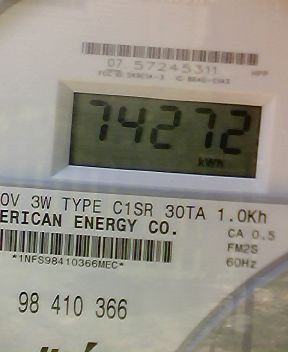 07 57245311
74272
kWh
0V 3W TYPE C1SR 30TA 1.0Kh
ERICAN ENERGY CO.
CA 0.5
FM2S
*1NFS98410366MEC*
60Hz
98 410 366